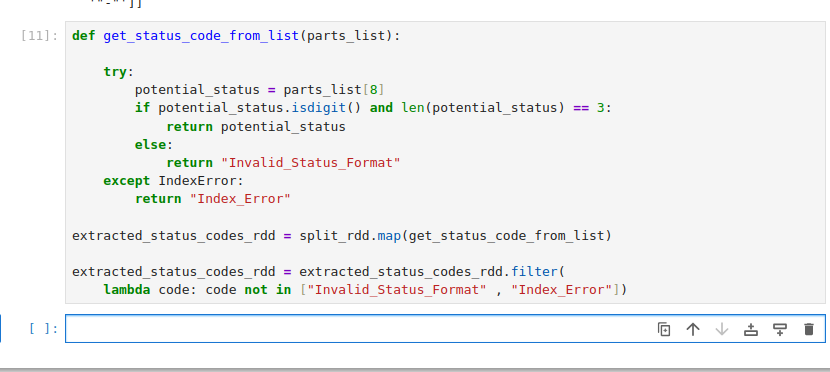 '"-"']]
[11]: def get_status_code_from_list(parts_list):
try:
potential_status = parts_list[8]
if potential_status.isdigit() and len(potential_status) == 3:
return potential_status
else:
return "Invalid_Status_Format"
except IndexError:
return "Index_Error"
extracted_status_codes_rdd = split_rdd.map(get_status_code_from_list)
extracted_status_codes_rdd = extracted_status_codes_rdd.filter(
lambda code: code not in ["Invalid_Status_Format" , "Index_Error"])
[ ]: